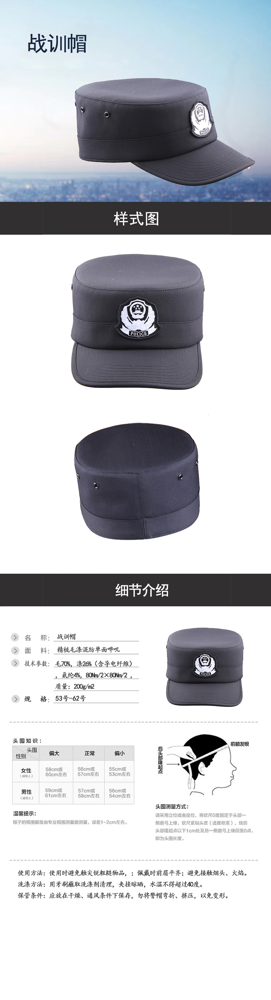 战训帽
POLICE
样式图
POLICE
细节介绍
名 称： 战训帽
面 料： 精梳毛涤混纺单面哔叽
技术参数： 毛70%，涤26%（含导电纤维）
，氨纶4%，80Nm/2×80Nm/2 ，
质量：200g/m2
规 格： 53号-62号
POLICE
头围知识：
头围
性别
偏大 正常 偏小
女性
（成年人）
58cm或
60cm左右
56cm或
57cm左右
55cm或
53cm左右
男性
（成年人）
59cm或
61cm左右
57cm或
58cm左右
56cm或
54cm左右
温馨提示：
帽子的帽围都是由专业帽围测量器测量，误差1-2cm左右。
前额发根
后头部隆起点
头围测量方式：
请采用立位或者座位，将软尺0度固定于头部一
侧眉弓上缘，软尺紧贴头皮（适度收紧），绕后
头部隆起点以下1cm处及另一侧眉弓上缘回至0点，
即为头围长度。
使用方法：使用时避免触尖锐粗糙物品，；佩戴时前眉平齐；避免接触烟头、火焰。
洗涤方法：用牙刷蘸取洗涤剂清理，夹挂晾晒，水温不得超过40度。
保管条件：应放在干燥、通风条件下保存，勿将警帽弯折、挤压，以免变形。